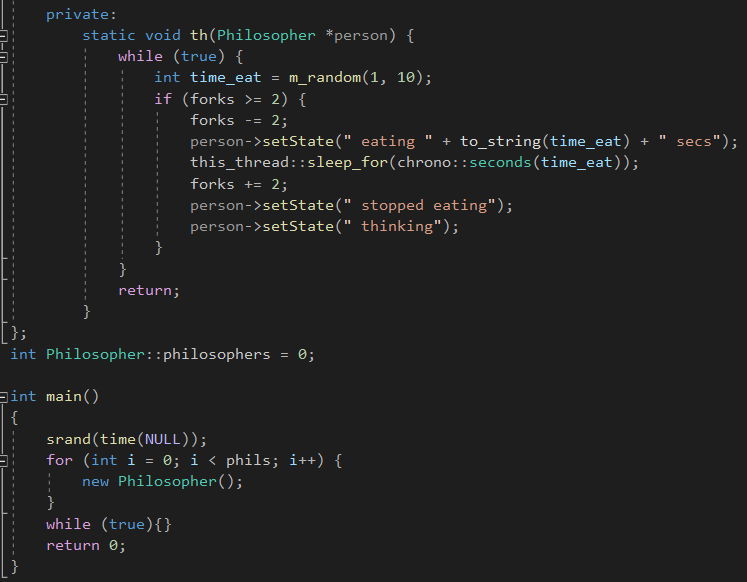 private:
static void th(Philosopher *person) {
while (true) {
int time_eat = m_random(1, 10);
if (forks >= 2) {
forks -= 2;
person->setState(" eating " + to_string(time_eat) + " secs");
this_thread::sleep_for(chrono::seconds(time_eat));
forks += 2;
person->setState(" stopped eating");
person->setState(" thinking");
}
}
return;
}
};
int Philosopher::philosophers = 0;
int main()
{
srand(time(NULL));
for (int i = 0; i < phils; i++) {
new Philosopher();
}
while (true){}
return 0;
}